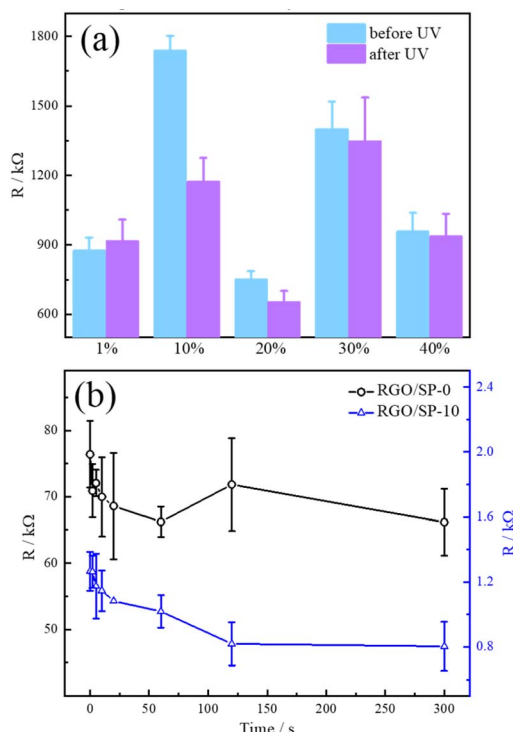 (a)
before UV
after UV
1800
1500
1200
900
600
R / kΩ
1% 10% 20% 30% 40%
(b)
RGO/SP-0
RGO/SP-10
80
70
60
50
R / kΩ
2.4
2.0
1.6
1.2
0.8
R / kΩ
0 50 100 150 200 250 300
Time / s